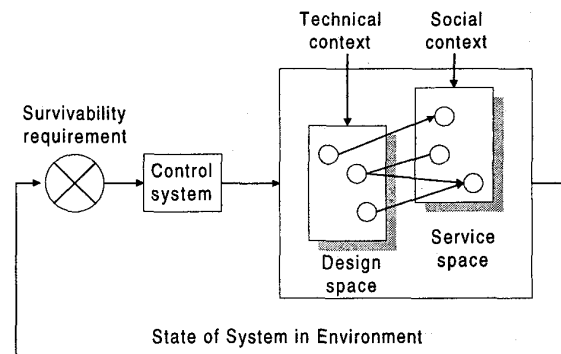 Technical
context
Social
context
Survivability
requirement
Control
system
Design
space
Service
space
State of System in Environment